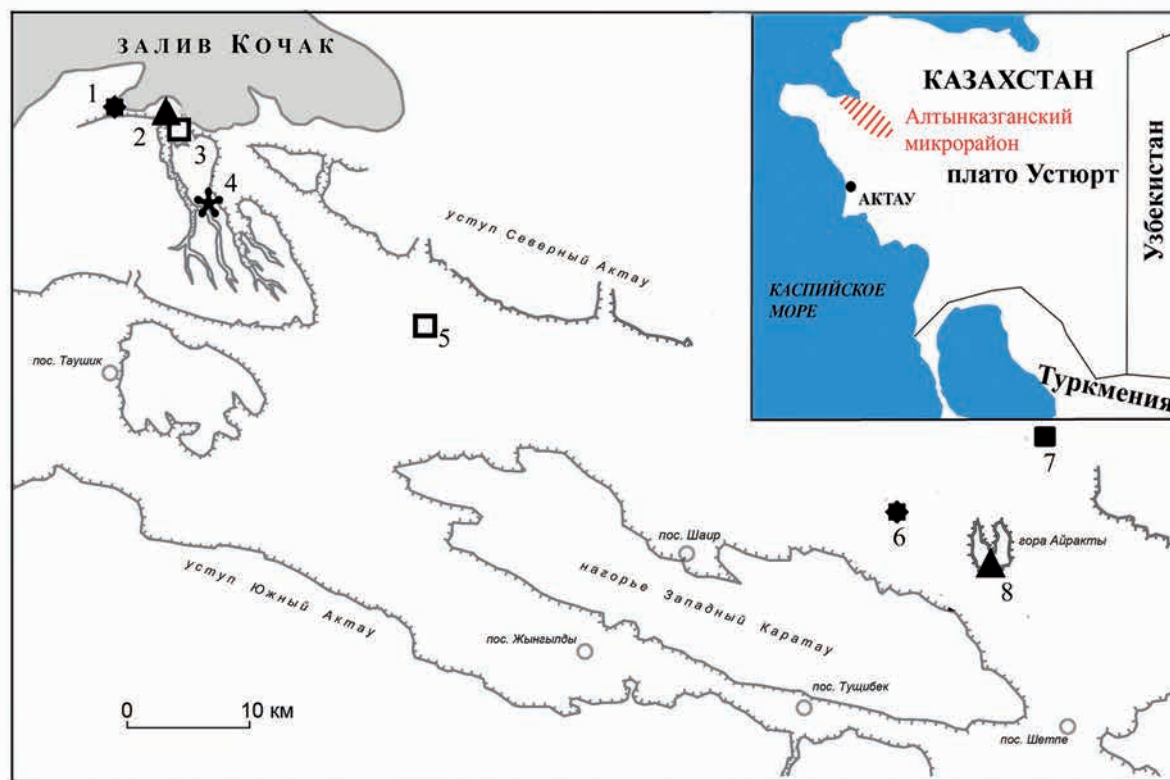 залив Кочак
1
2
3
4
уступ Северный Актау
5
пос. Таушик
КАЗАХСТАН
Алтынказганский
микрорайон
плато Устюрт
АКТАУ
Узбекистан
КАСПИЙСКОЕ
МОРЕ
Туркмения
7
6
гора Айракты
8
пос. Шаир
нагорье Западный Каратау
уступ Южный Актау
пос. Жынгылды
пос. Тущибек
пос. Шетпе
0 10 км